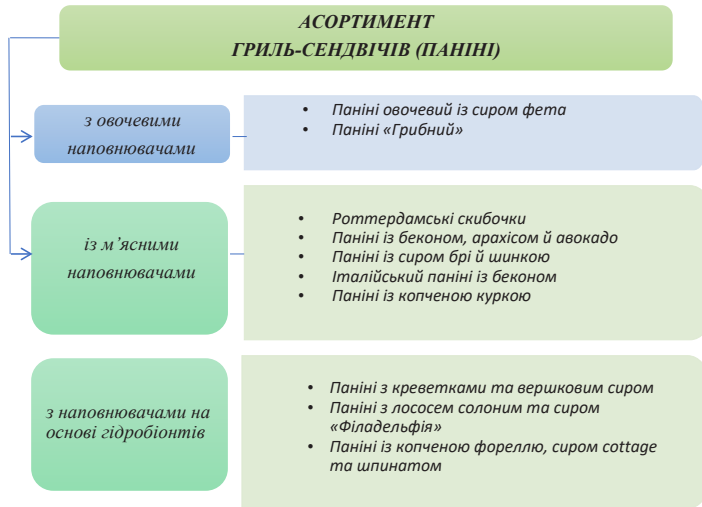 АСОРТИМЕНТ
ГРИЛЬ-СЕНДВІЧІВ (ПАНІНІ)
з овочевими
наповнювачами
• Паніні овочевий із сиром фета
• Паніні «Грибний»
із м’ясними
наповнювачами
• Роттердамські скибочки
• Паніні із беконом, арахісом й авокадо
• Паніні із сиром брі й шинкою
• Італійський паніні із беконом
• Паніні із копченою куркою
з наповнювачами на
основі гідробіонтів
• Паніні з креветками та вершковим сиром
• Паніні з лососем солоним та сиром
«Філадельфія»
• Паніні із копченою фореллю, сиром cottage
та шпинатом